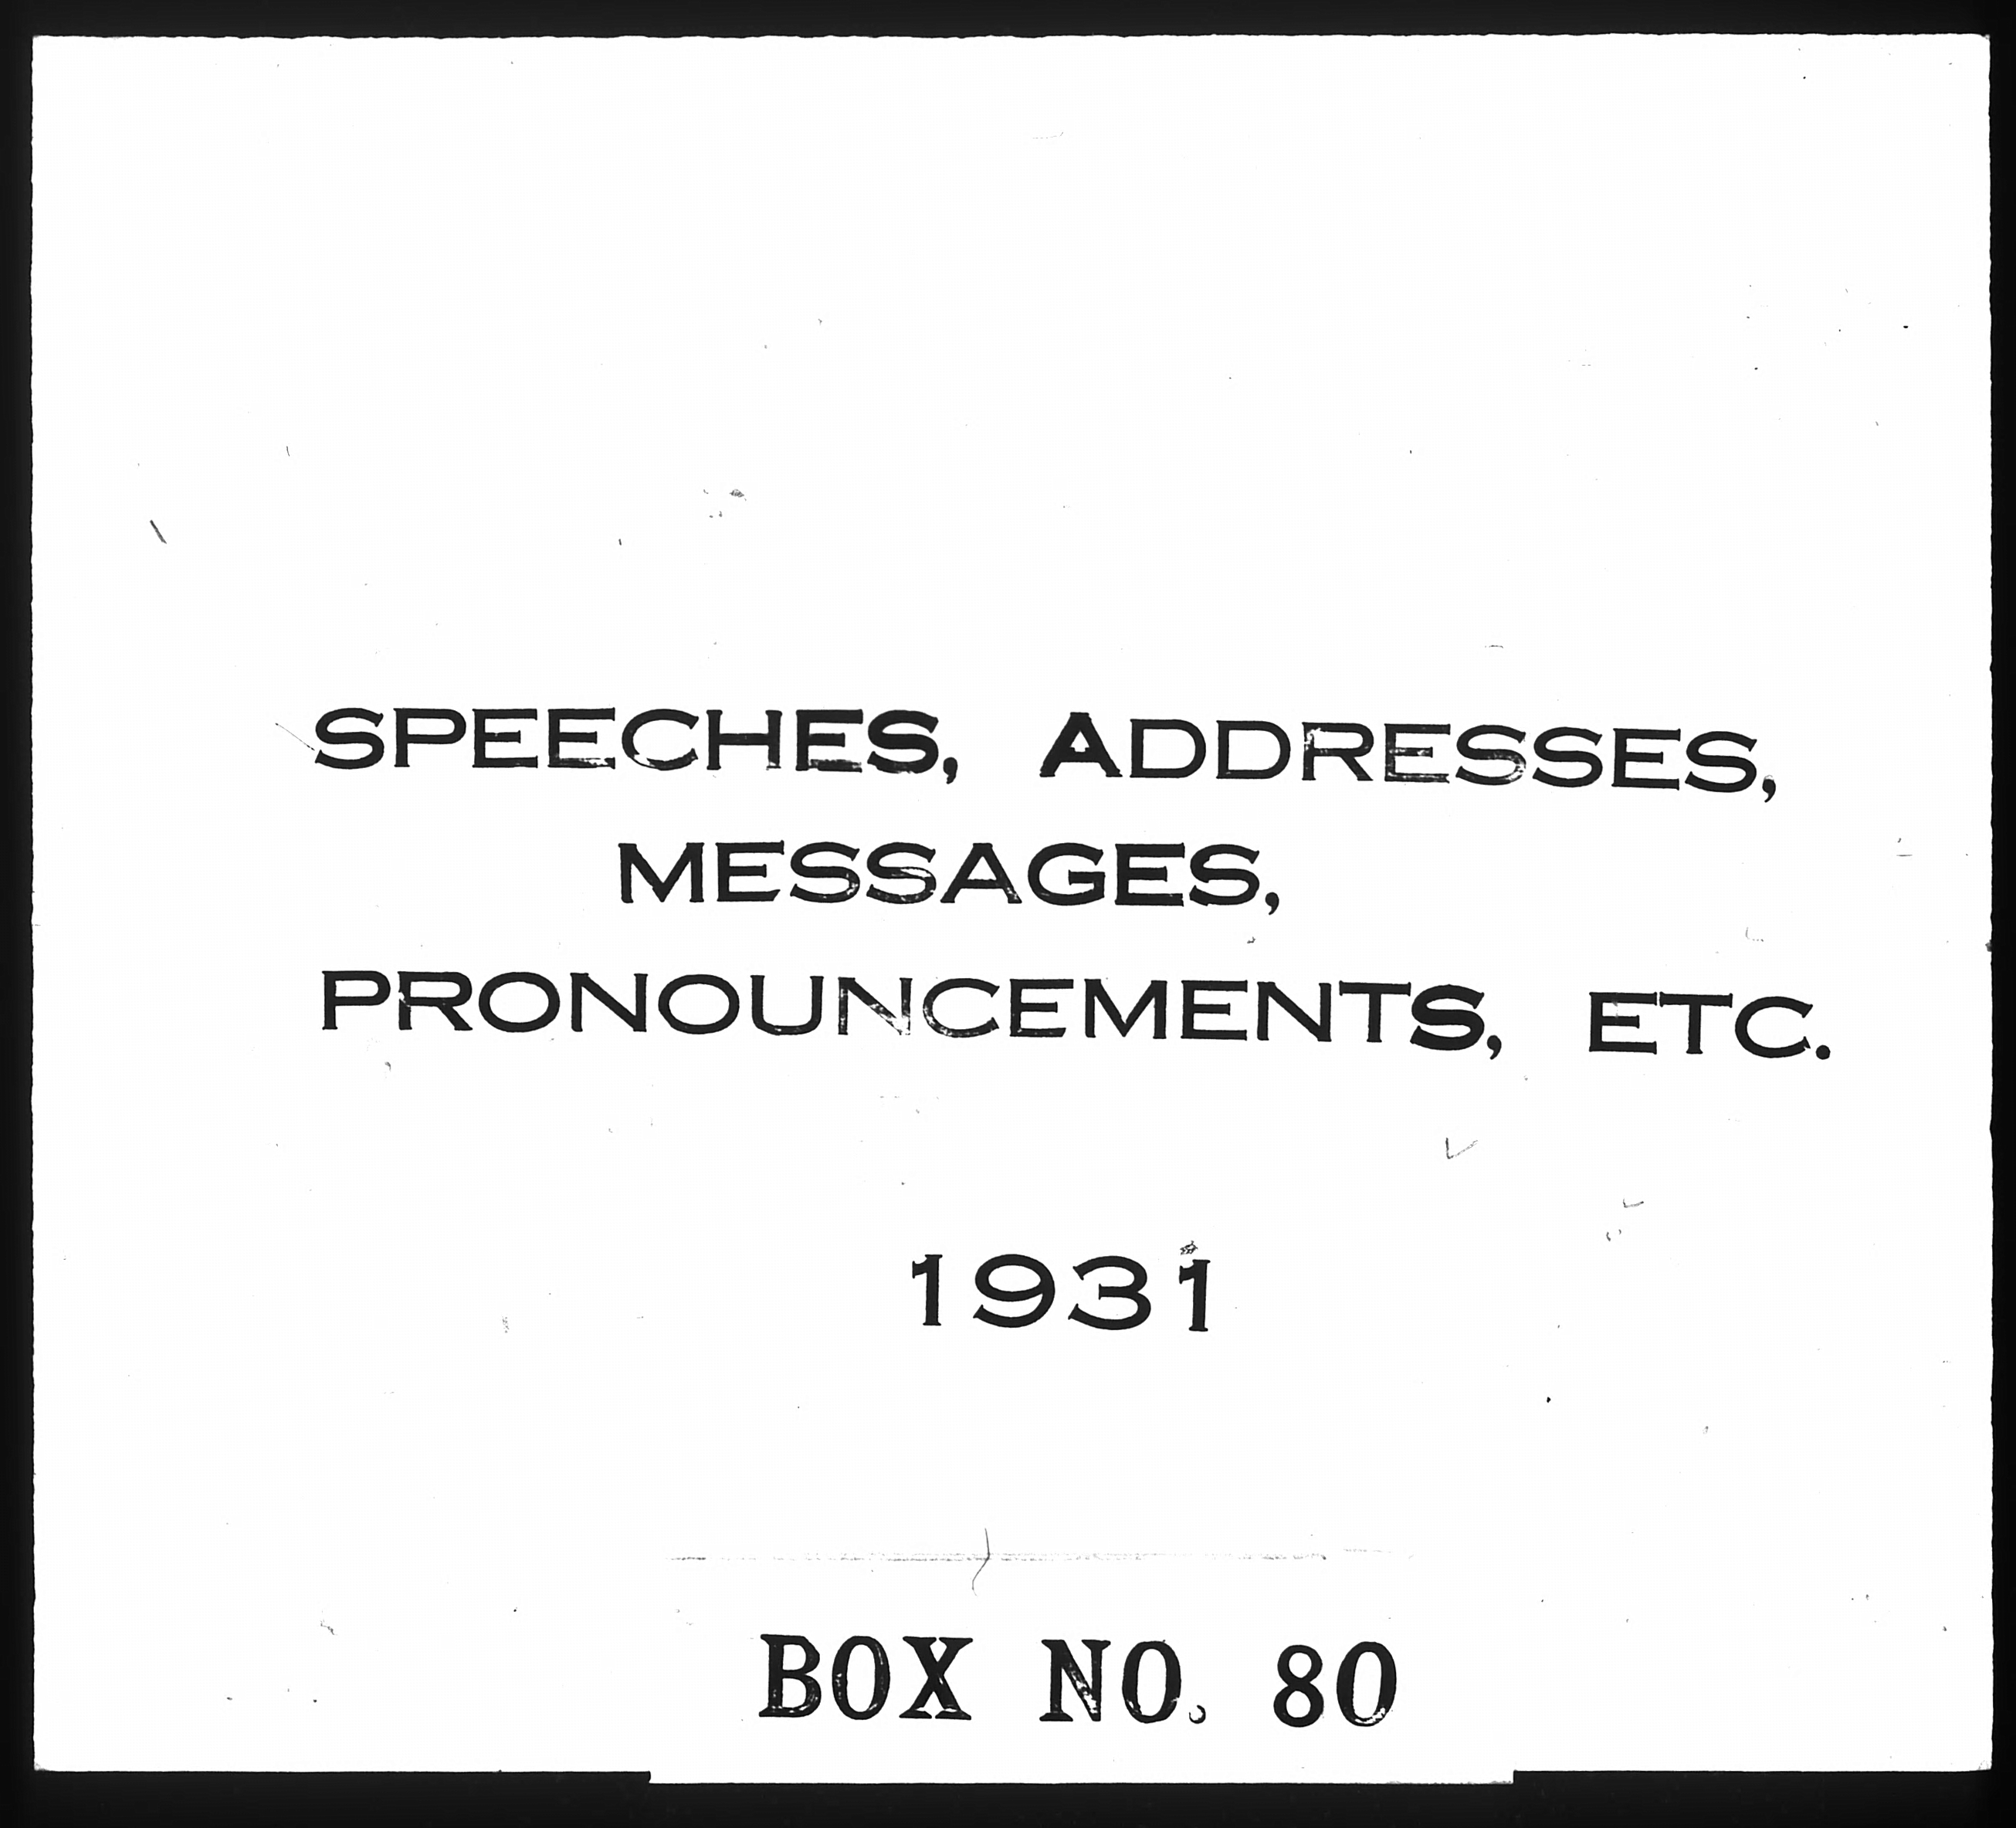 SPEECHES, ADDRESSES,
MESSAGES,
PRONOUNCEMENTS, ETC.
1931
BOX NO. 80